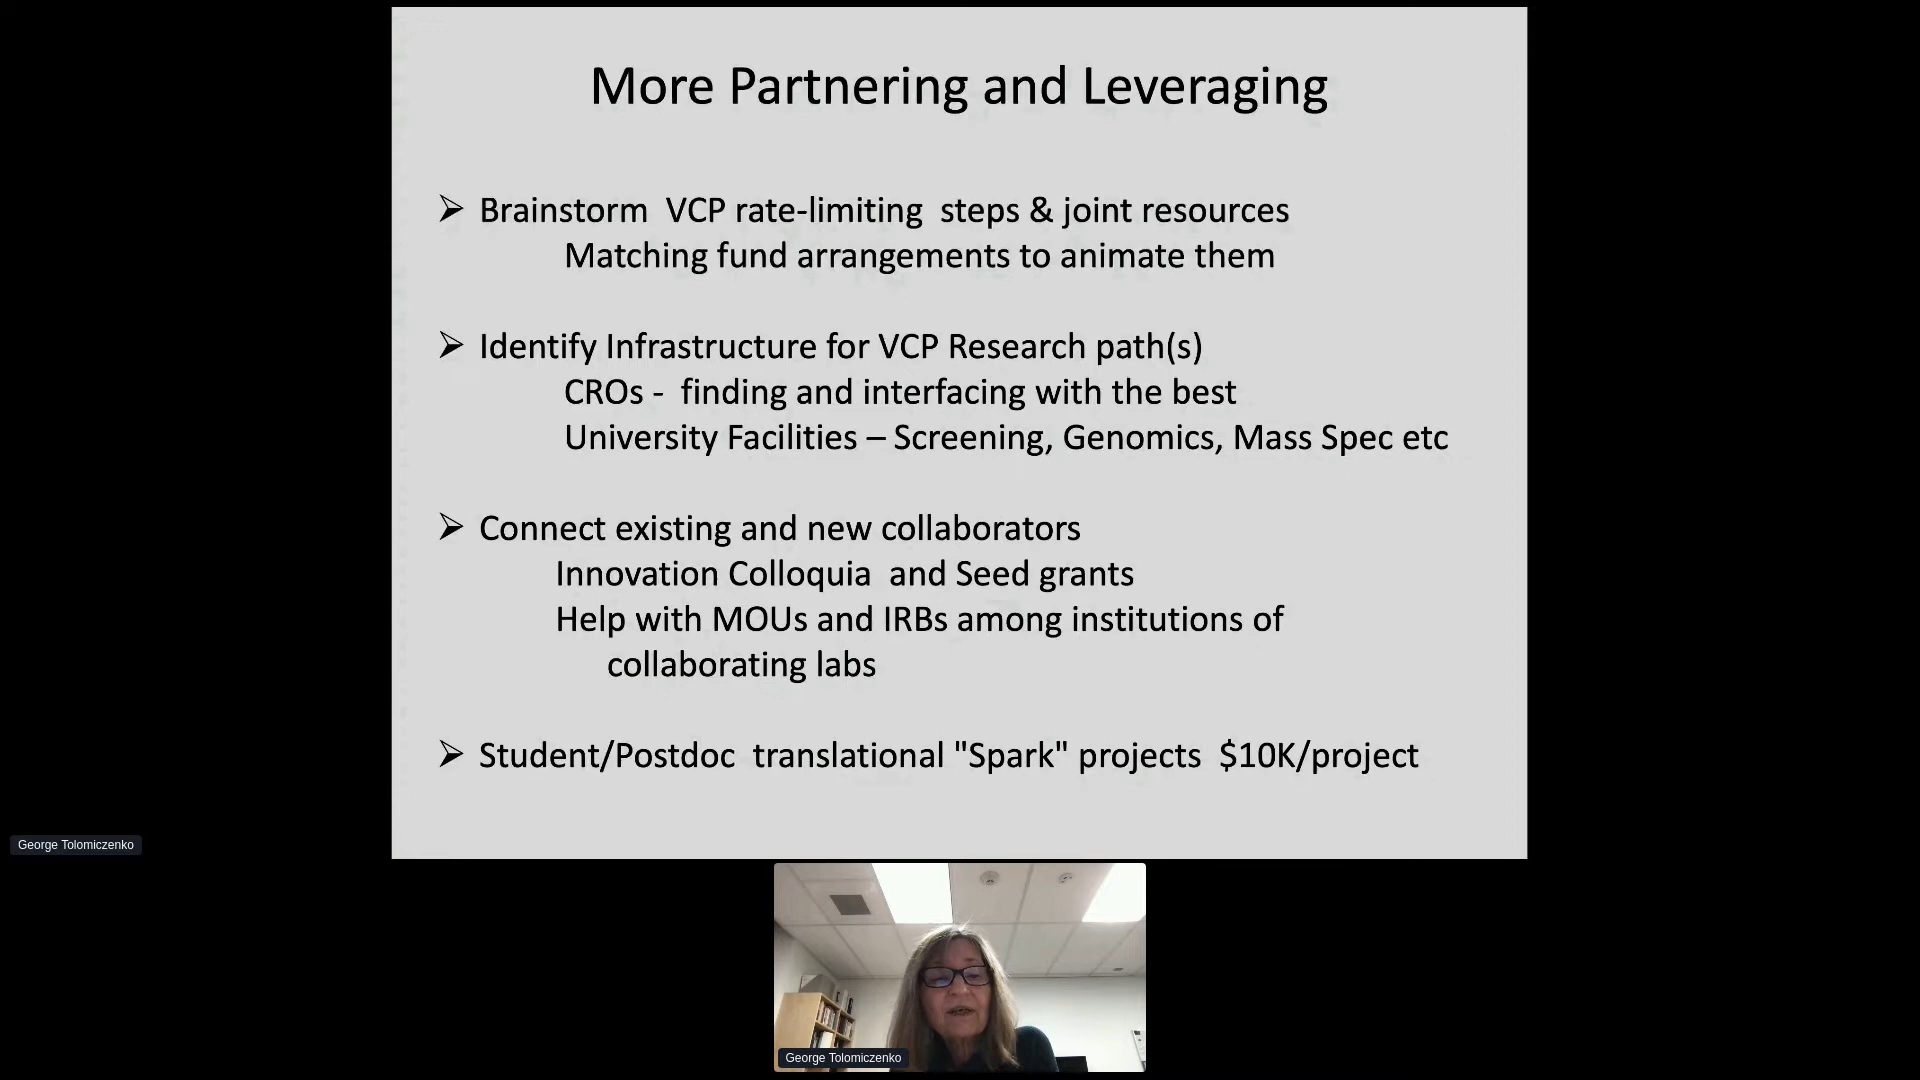 More Partnering and Leveraging
➢ Brainstorm VCP rate-limiting steps & joint resources
Matching fund arrangements to animate them
➢ Identify Infrastructure for VCP Research path(s)
CROs - finding and interfacing with the best
University Facilities – Screening, Genomics, Mass Spec etc
➢ Connect existing and new collaborators
Innovation Colloquia and Seed grants
Help with MOUs and IRBs among institutions of
collaborating labs
➢ Student/Postdoc translational "Spark" projects $10K/project
George Tolomiczenko
George Tolomiczenko